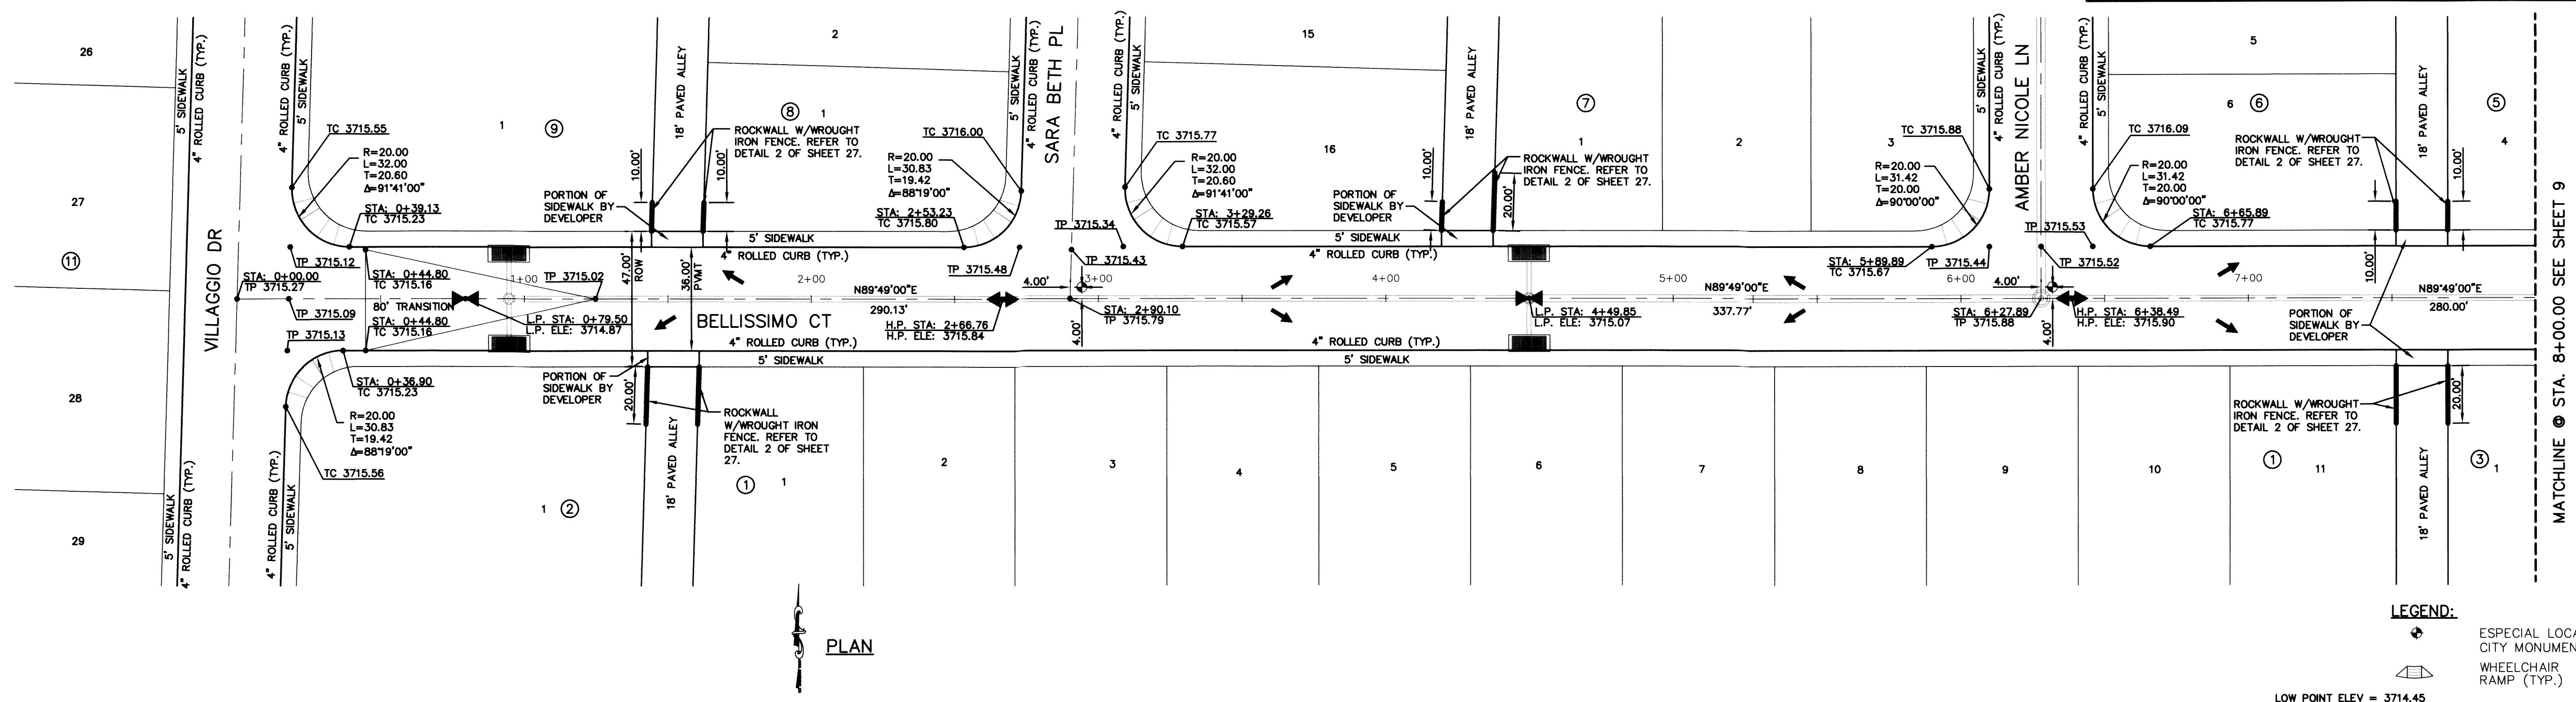 26
27
11
28
29
5' SIDEWALK
4" ROLLED CURB (TYP.)
5' SIDEWALK
4" ROLLED CURB (TYP.)
VILLAGGIO DR
4" ROLLED CURB (TYP.)
5' SIDEWALK
TC 3715.55
R=20.00
L=32.00
T=20.60
Δ=91°41'00"
STA: 0+39.13
TC 3715.23
1
9
TP 3715.12
STA: 0+00.00
TP 3715.27
TP 3715.09
TP 3715.13
STA: 0+44.80
TC 3715.16
80' TRANSITION
STA: 0+44.80
TC 3715.16
1+00
TP 3715.02
L.P. STA: 0+79.50
L.P. ELE: 3714.87
STA: 0+36.90
TC 3715.23
R=20.00
L=30.83
T=19.42
Δ=88°19'00"
TC 3715.56
4" ROLLED CURB (TYP.)
5' SIDEWALK
1
2
PORTION OF
SIDEWALK BY
DEVELOPER
10.00'
18' PAVED ALLEY
10.00'
2
8
1
ROCKWALL W/WROUGHT
IRON FENCE. REFER TO
DETAIL 2 OF SHEET 27.
5' SIDEWALK
4" ROLLED CURB (TYP.)
47.00'
ROW
36.00'
PVMT
2+00
BELLISSIMO CT
4" ROLLED CURB (TYP.)
5' SIDEWALK
N89°49'00"E
290.13'
PORTION OF
SIDEWALK BY
DEVELOPER
20.00'
18' PAVED ALLEY
ROCKWALL
W/WROUGHT IRON
FENCE. REFER TO
DETAIL 2 OF SHEET
27.
1
1
2
3
4
5
6
7
8
9
10
1
11
3
1
TC 3716.00
R=20.00
L=30.83
T=19.42
Δ=88°19'00"
STA: 2+53.23
TC 3715.80
5' SIDEWALK
4" ROLLED CURB (TYP.)
SARA BETH PL
TP 3715.48
H.P. STA: 2+66.76
H.P. ELE: 3715.84
4.00'
4.00'
TP 3715.34
TP 3715.43
3+00
STA: 2+90.10
TP 3715.79
4" ROLLED CURB (TYP.)
5' SIDEWALK
TC 3715.77
R=20.00
L=32.00
T=20.60
Δ=91°41'00"
STA: 3+29.26
TC 3715.57
15
16
PORTION OF
SIDEWALK BY
DEVELOPER
5' SIDEWALK
4" ROLLED CURB (TYP.)
4+00
4" ROLLED CURB (TYP.)
5' SIDEWALK
10.00'
18' PAVED ALLEY
20.00'
7
1
ROCKWALL W/WROUGHT
IRON FENCE. REFER TO
DETAIL 2 OF SHEET 27.
2
3
L.P. STA: 4+49.85
L.P. ELE: 3715.07
5+00
N89°49'00"E
337.77'
TC 3715.88
R=20.00
L=31.42
T=20.00
Δ=90°00'00"
STA: 5+89.89
TC 3715.67
TP 3715.44
6+00
5' SIDEWALK
4" ROLLED CURB (TYP.)
AMBER NICOLE LN
4" ROLLED CURB (TYP.)
5' SIDEWALK
TP 3715.53
TP 3715.52
4.00'
4.00'
STA: 6+27.89
TP 3715.88
H.P. STA: 6+38.49
H.P. ELE: 3715.90
TC 3716.09
R=20.00
L=31.42
T=20.00
Δ=90°00'00"
STA: 6+65.89
TC 3715.77
5
6
6
ROCKWALL W/WROUGHT
IRON FENCE. REFER TO
DETAIL 2 OF SHEET 27.
18' PAVED ALLEY
10.00'
10.00'
5
4
7+00
N89°49'00"E
280.00'
PORTION OF
SIDEWALK BY
DEVELOPER
ROCKWALL W/WROUGHT
IRON FENCE. REFER TO
DETAIL 2 OF SHEET 27.
20.00'
18' PAVED ALLEY
MATCHLINE @ STA. 8+00.00 SEE SHEET 9
PLAN
LEGEND:
ESPECIAL LOCA
CITY MONUMEN
WHEELCHAIR
RAMP (TYP.)
LOW POINT ELEV = 3714.45